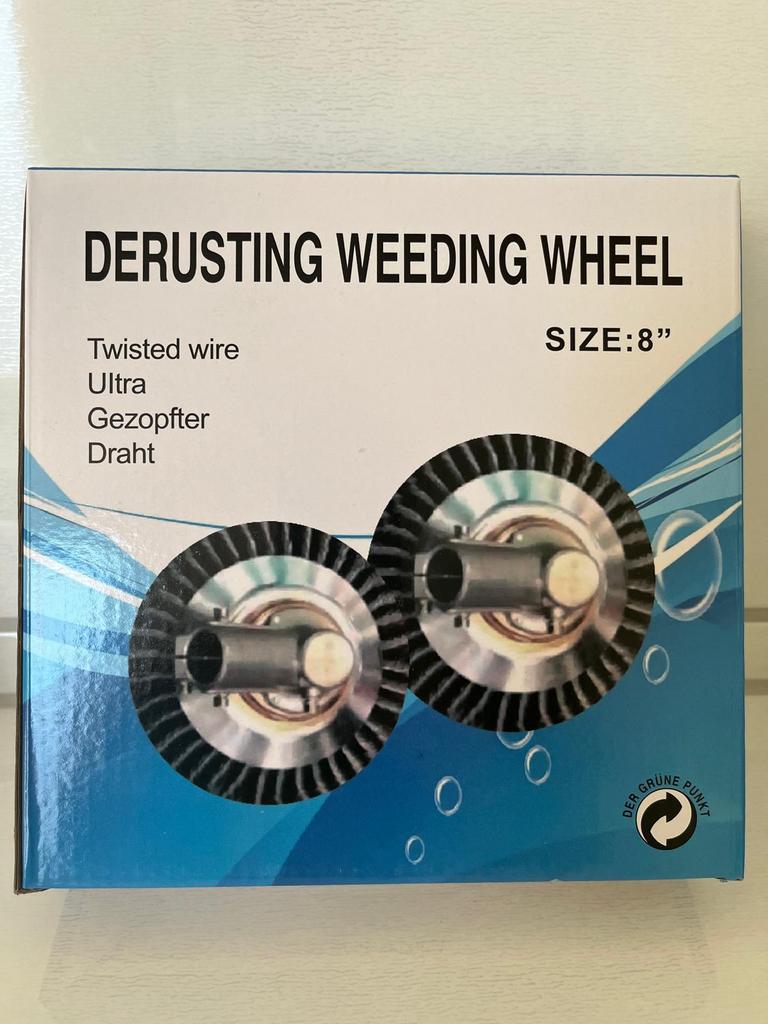 DERUSTING WEEDING WHEEL
SIZE:8”
Twisted wire
Ultra
Gezopfter
Draht
DER GRÜNE PUNKT